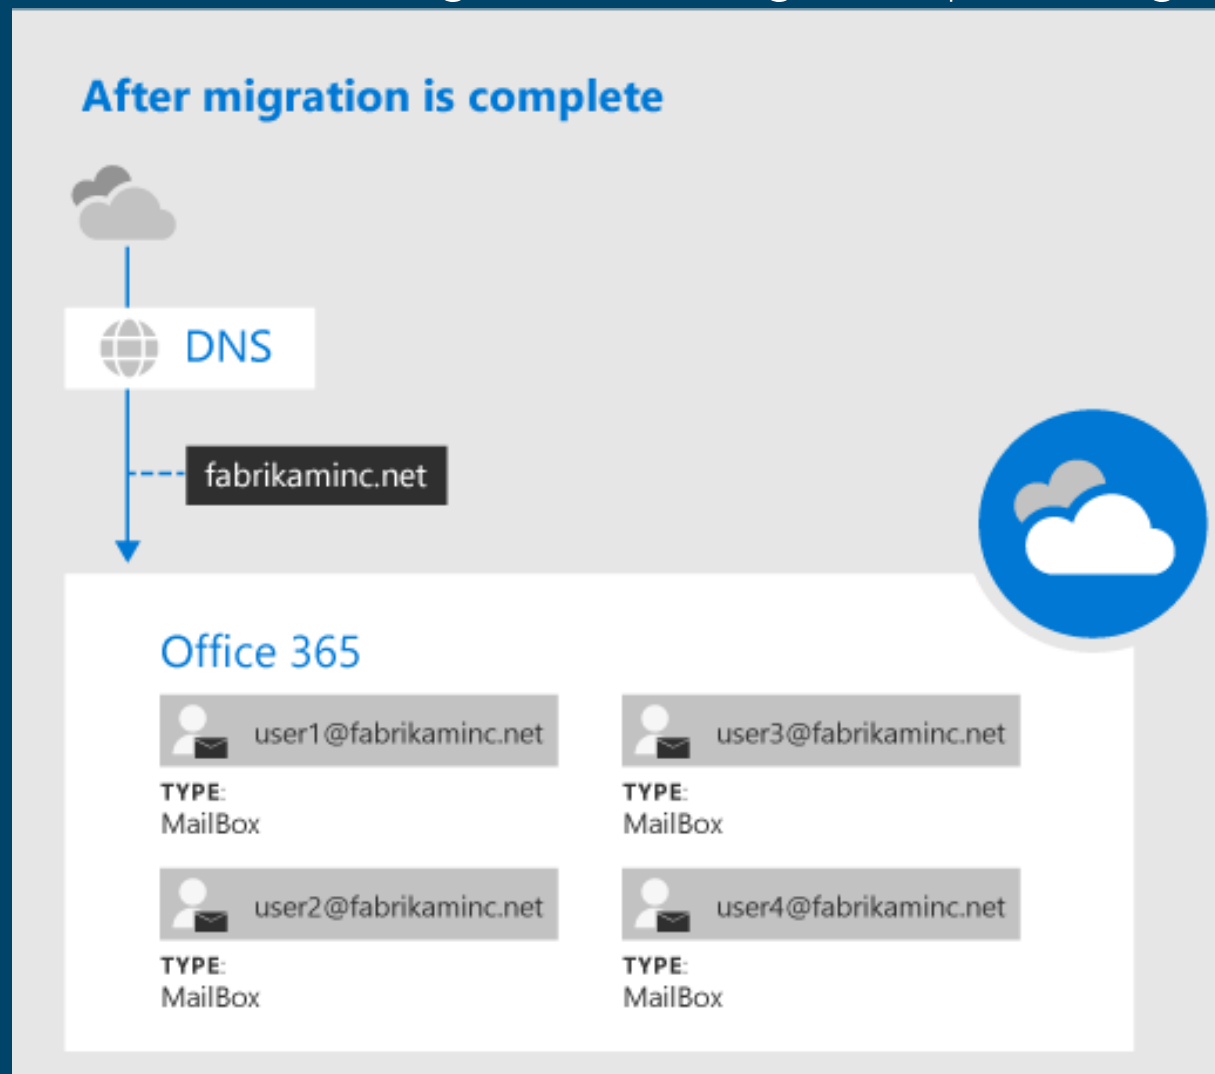 After migration is complete
DNS
fabrikaminc.net
Office 365
user1@fabrikaminc.net
TYPE:
MailBox
user3@fabrikaminc.net
TYPE:
MailBox
user2@fabrikaminc.net
TYPE:
MailBox
user4@fabrikaminc.net
TYPE:
MailBox